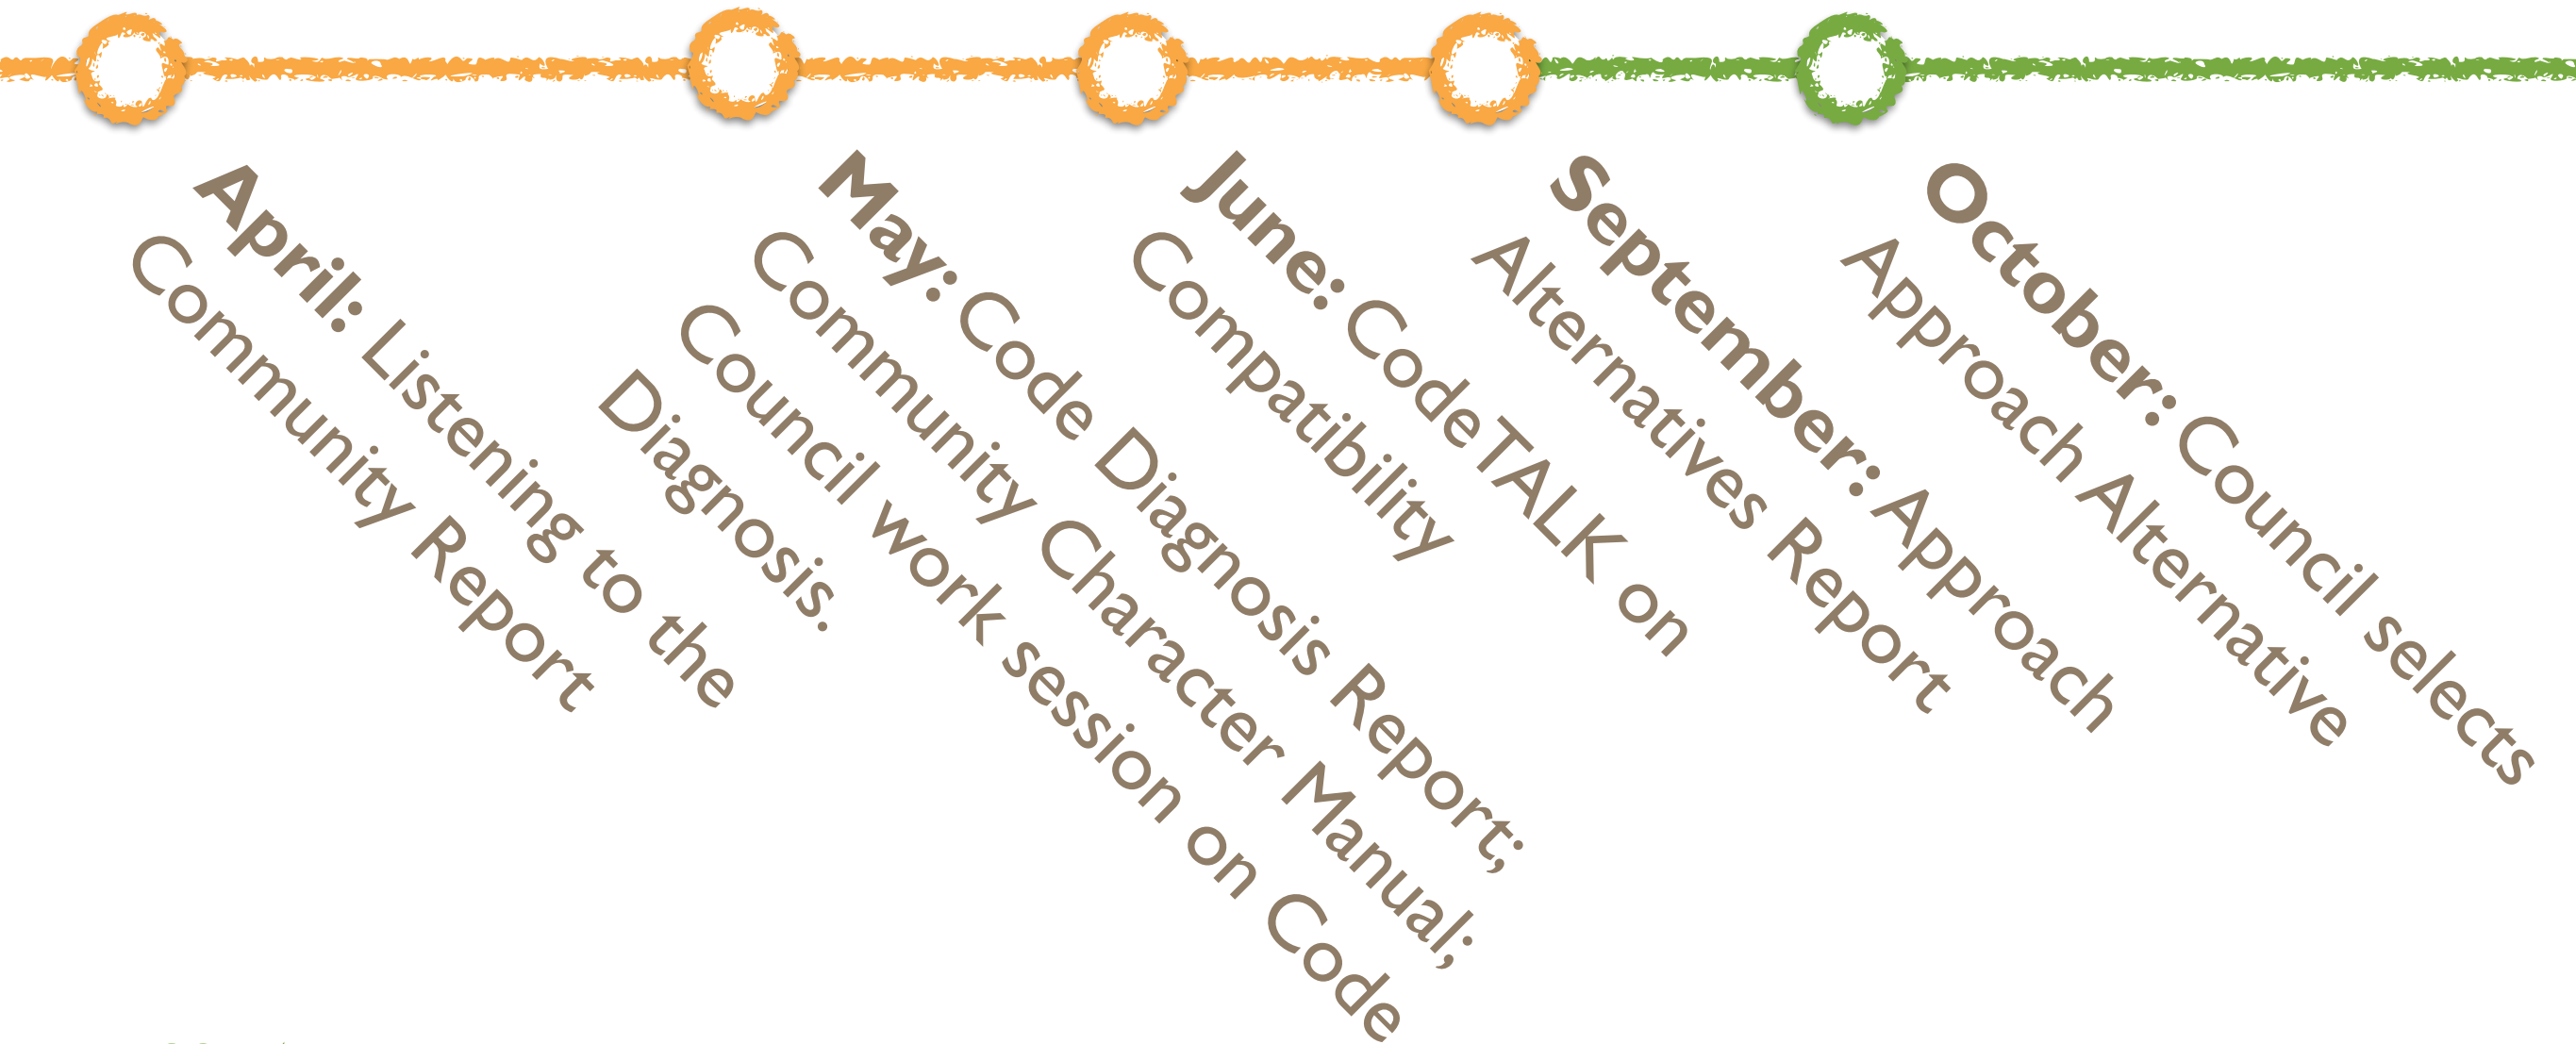 April: Listening to the
Community Report
May: Code Diagnosis Report;
Community Character Manual;
Council work session on Code
Diagnosis.
June: CodeTALK on
Compatibility
September: Approach
Alternatives Report
October: Council selects
Approach Alternative